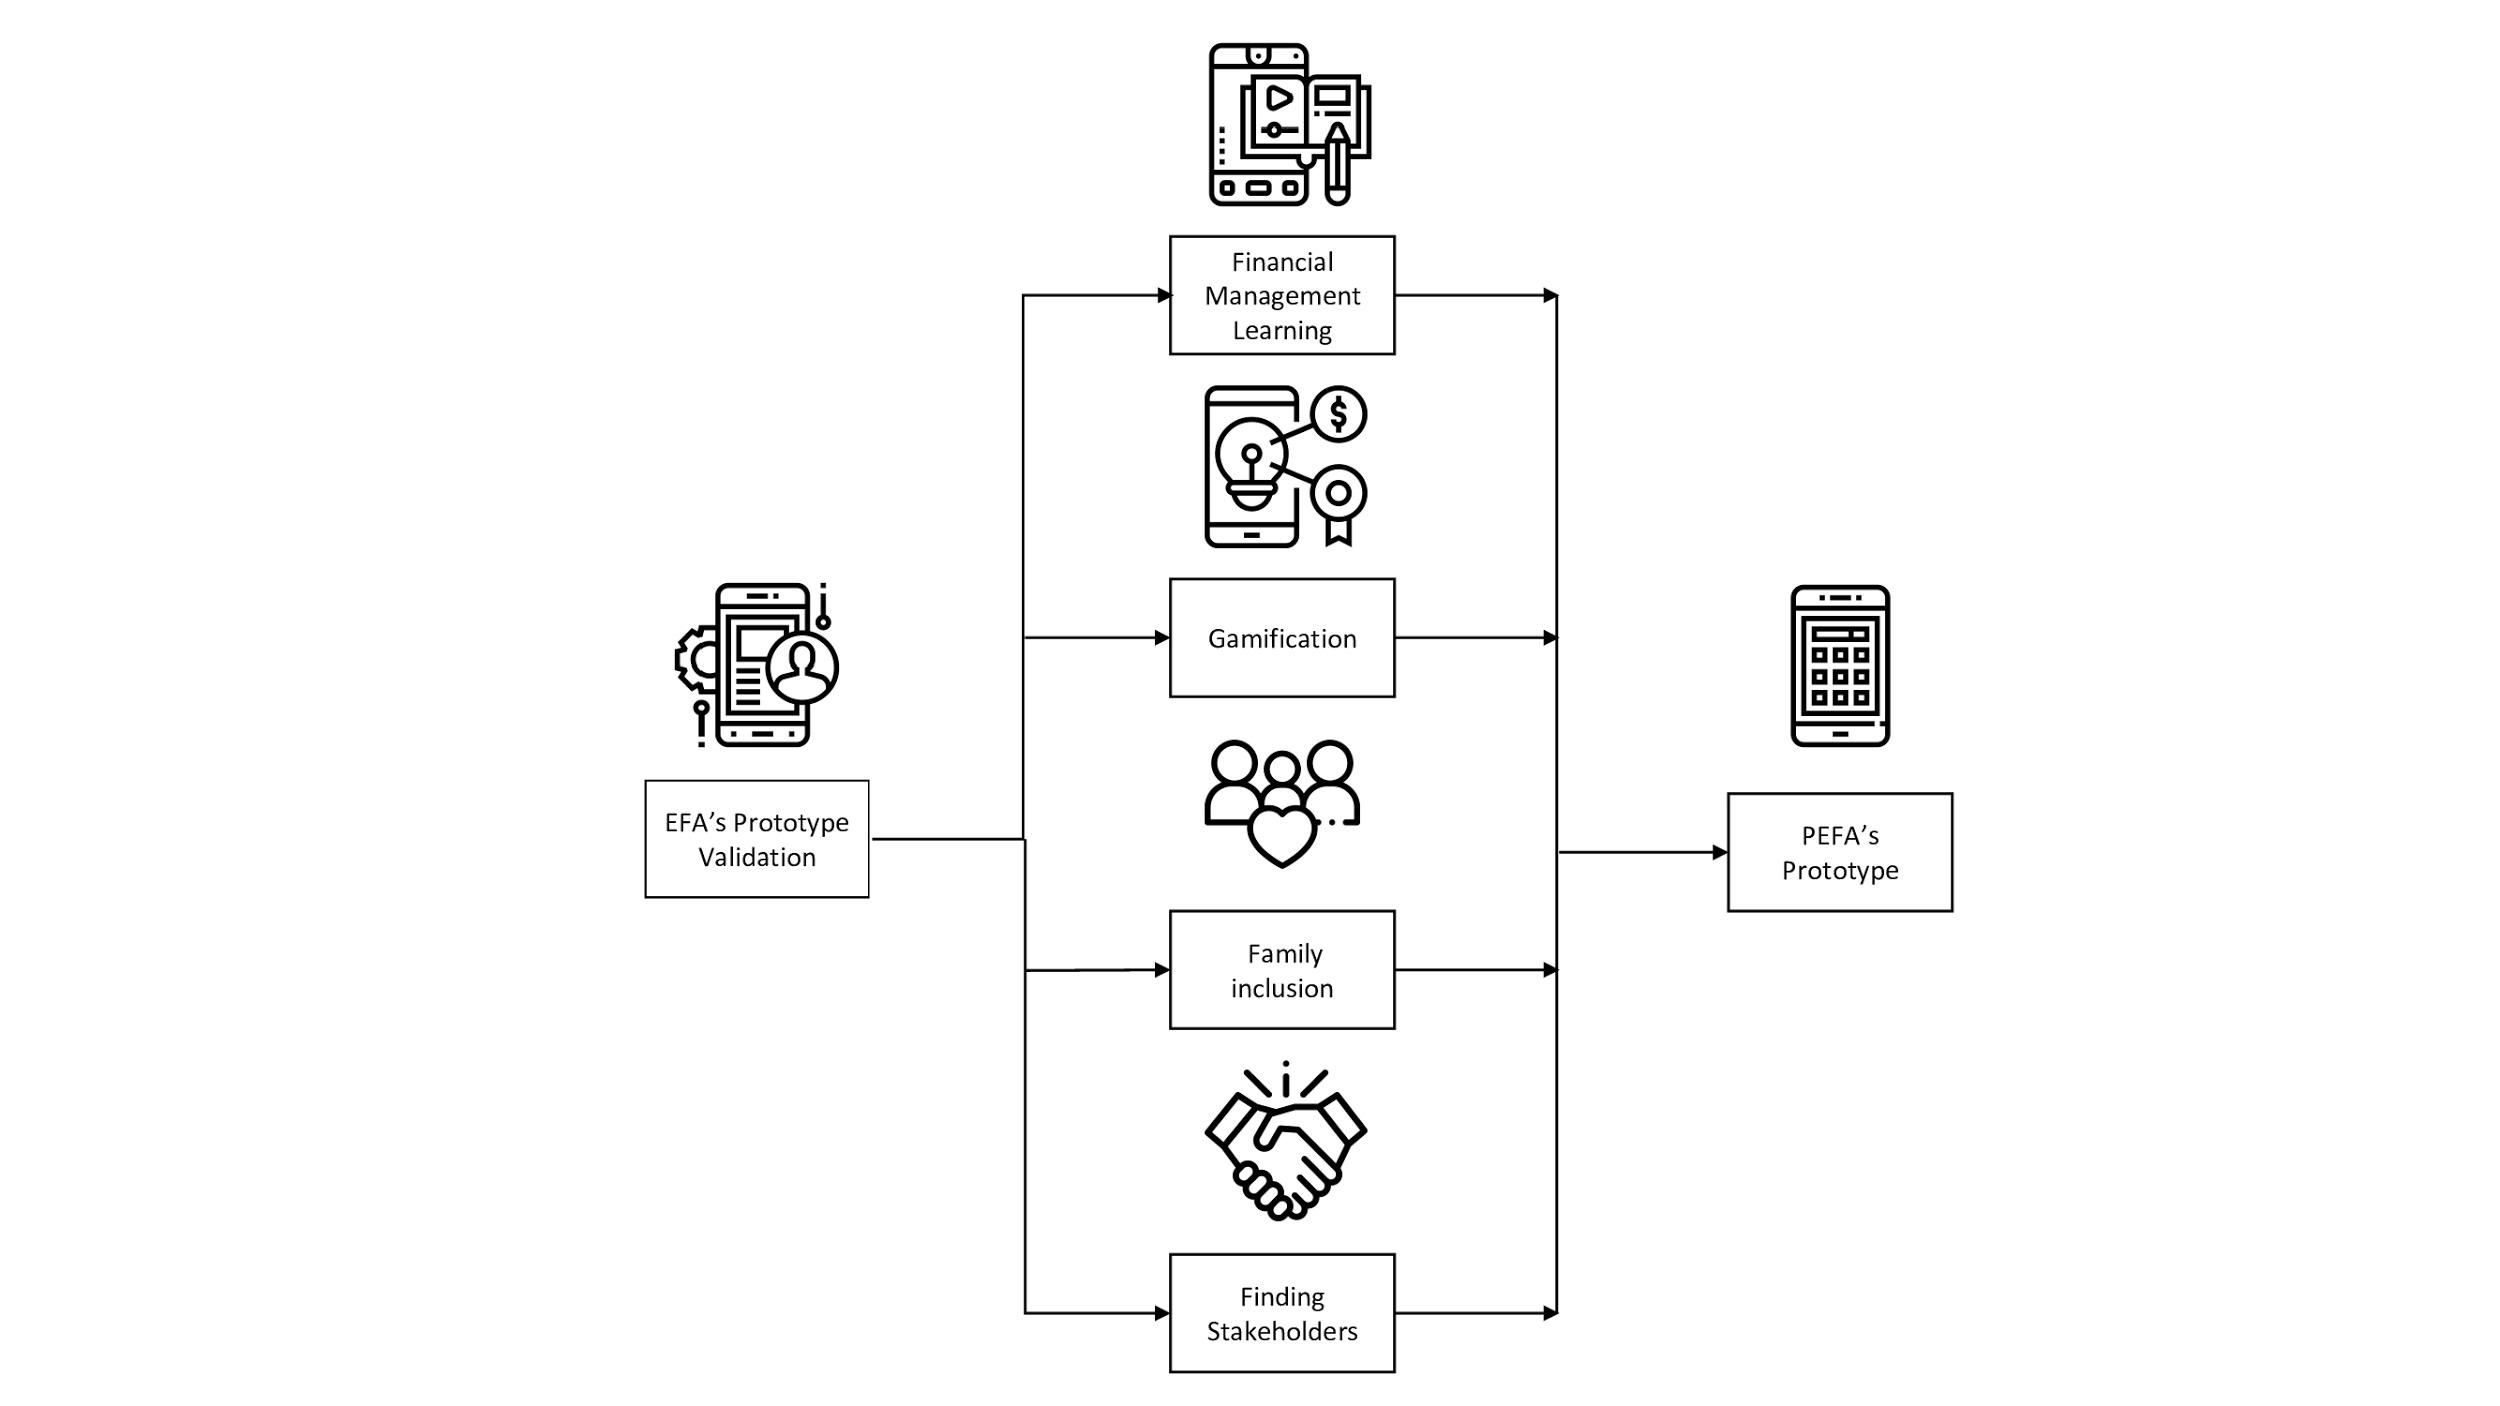 Financial
Management
Learning
$
Gamification
EFA’s Prototype
Validation
PEFA’s
Prototype
Family
inclusion
Finding
Stakeholders